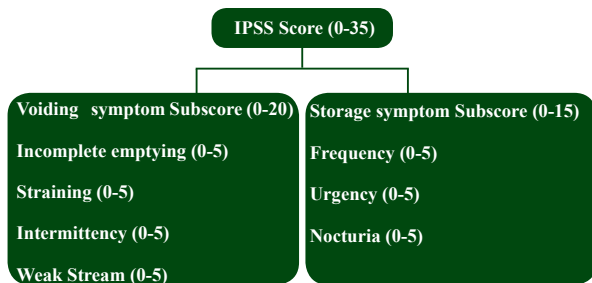 IPSS Score (0-35)
Voiding symptom Subscore (0-20)
Incomplete emptying (0-5)
Straining (0-5)
Intermittency (0-5)
Weak Stream (0-5)
Storage symptom Subscore (0-15)
Frequency (0-5)
Urgency (0-5)
Nocturia (0-5)